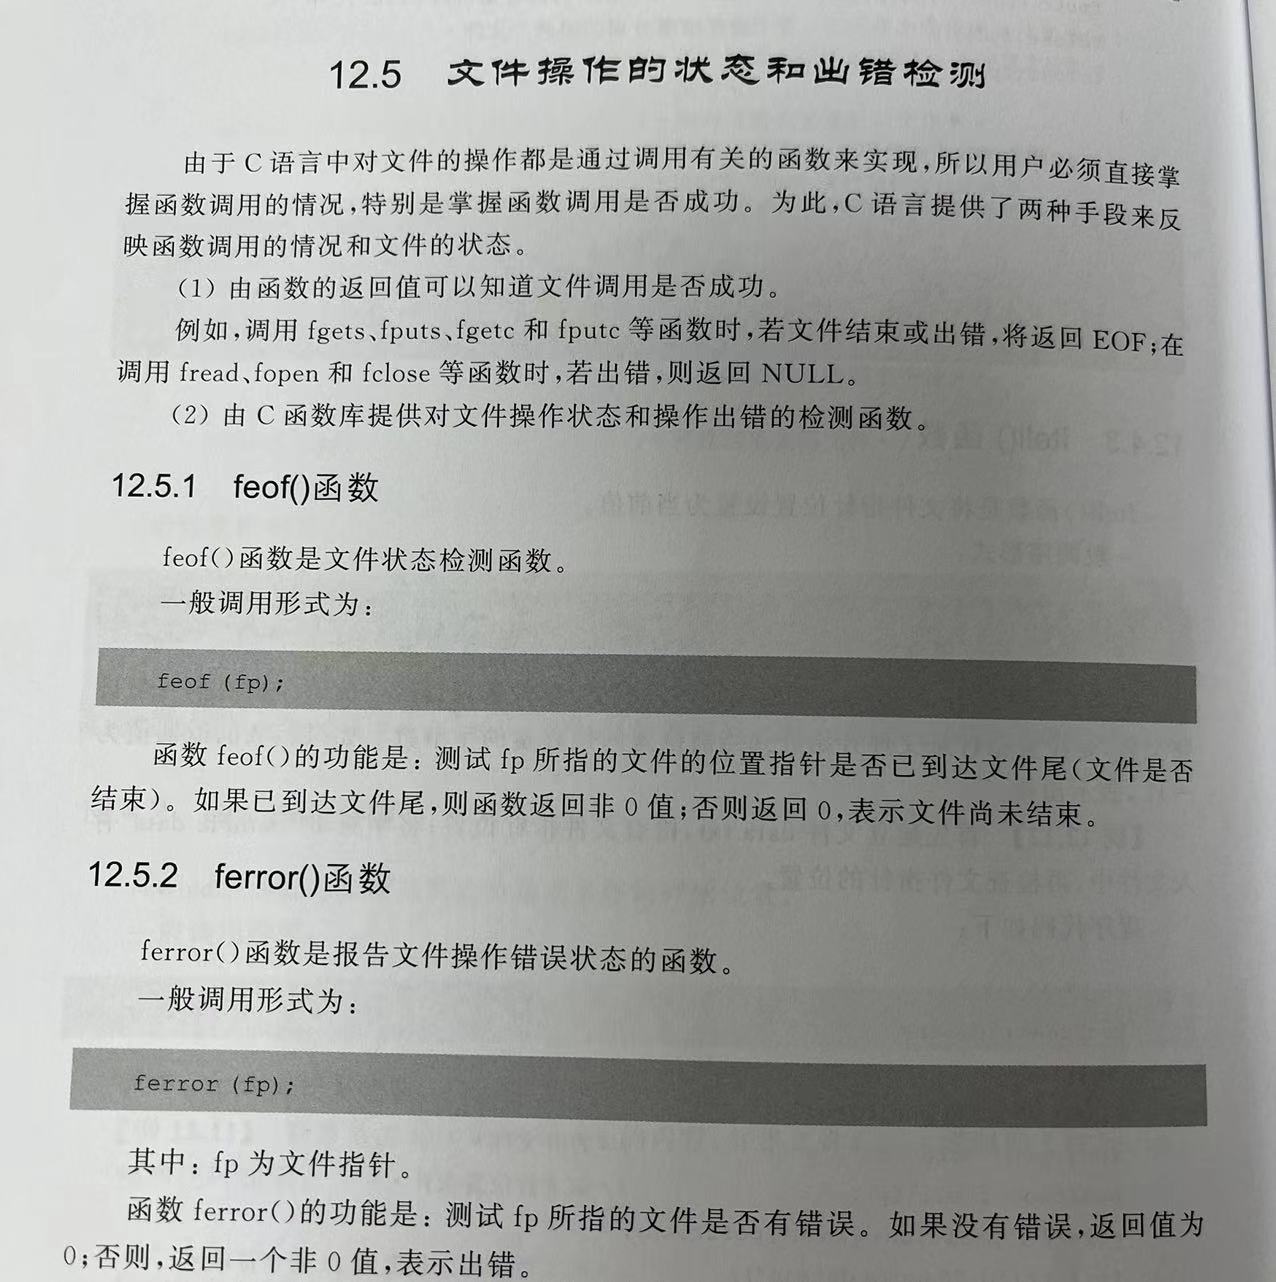 12.5 文件操作的状态和出错检测
由于 C 语言中对文件的操作都是通过调用有关的函数来实现,所以用户必须直接掌
握函数调用的情况,特别是掌握函数调用是否成功。为此,C 语言提供了两种手段来反
映函数调用的情况和文件的状态。
(1) 由函数的返回值可以知道文件调用是否成功。
例如,调用 fgets、fputs、fgetc 和 fputc 等函数时,若文件结束或出错,将返回 EOF;在
调用 fread、fopen 和 fclose 等函数时,若出错,则返回 NULL。
(2) 由 C 函数库提供对文件操作状态和操作出错的检测函数。
12.5.1 feof()函数
feof()函数是文件状态检测函数。
一般调用形式为:
feof (fp);
函数 feof()的功能是: 测试 fp 所指的文件的位置指针是否已到达文件尾(文件是否
结束)。如果已到达文件尾,则函数返回非 0 值;否则返回 0,表示文件尚未结束。
12.5.2 ferror()函数
ferror()函数是报告文件操作错误状态的函数。
一般调用形式为:
ferror (fp);
其中: fp 为文件指针。
函数 ferror()的功能是: 测试 fp 所指的文件是否有错误。如果没有错误,返回值为
0;否则,返回一个非 0 值,表示出错。